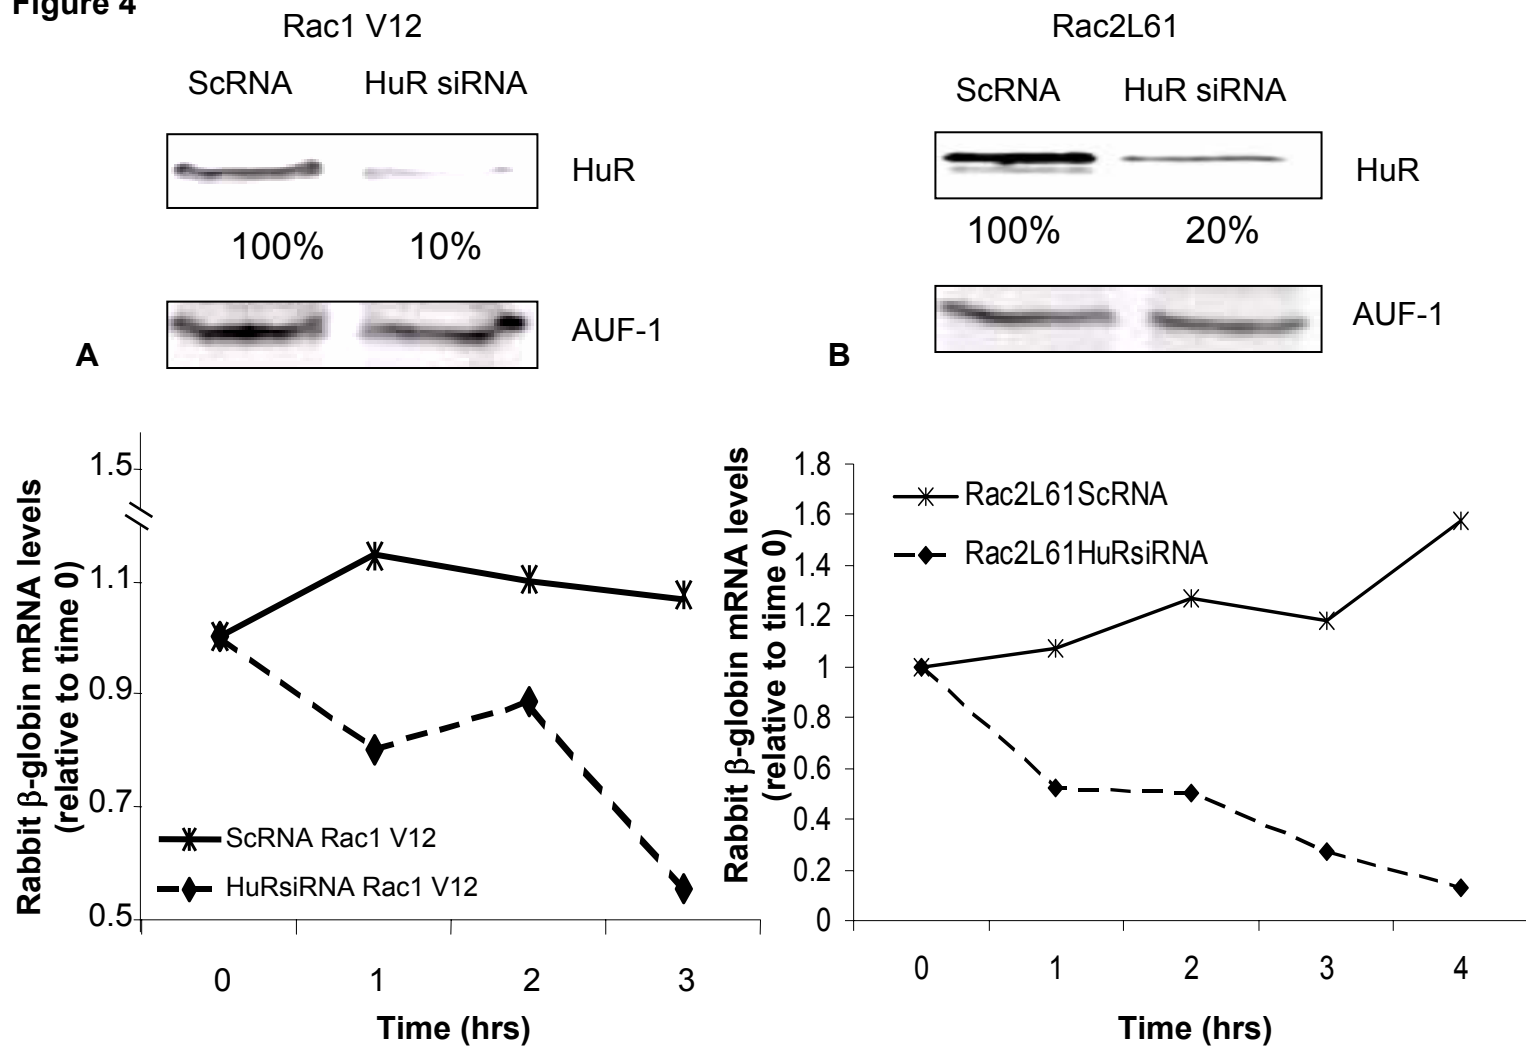 Figure 4
Rac1 V12
ScRNA HuR siRNA
HuR
100% 10%
AUF-1
A
Rac2L61
ScRNA HuR siRNA
HuR
100% 20%
AUF-1
B
Rabbit β-globin mRNA levels
(relative to time 0)
1.5
1.1
0.9
0.7
0.5
ScRNA Rac1 V12
HuRsiRNA Rac1 V12
0 1 2 3
Time (hrs)
Rabbit β-globin mRNA levels
(relative to time 0)
1.8
1.6
1.4
1.2
1
0.8
0.6
0.4
0.2
0
Rac2L61ScRNA
Rac2L61HuRsiRNA
0 1 2 3 4
Time (hrs)